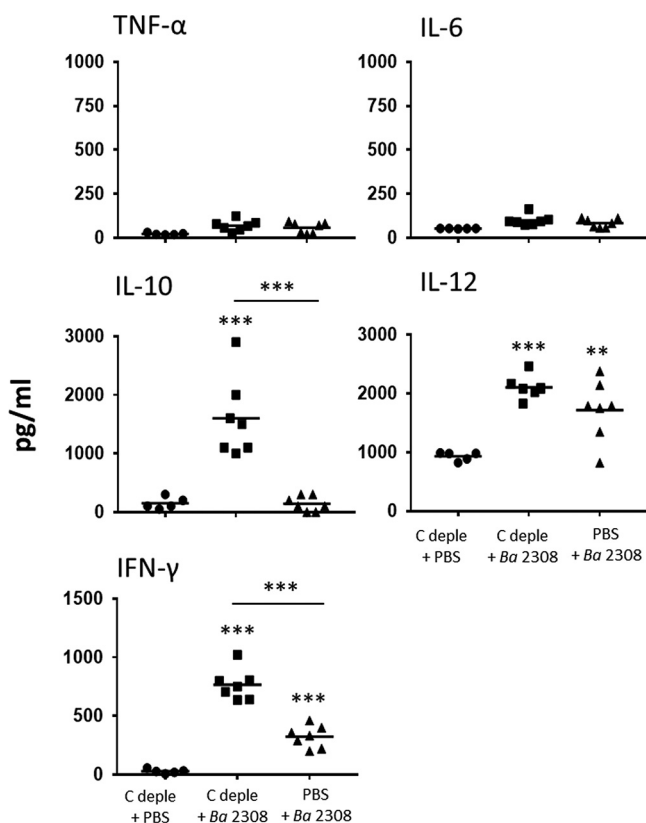 TNF-α
1000
750
500
250
0
IL-6
1000
750
500
250
0
pg/ml
IL-10
***
***
3000
2000
1000
0
IL-12
***
**
3000
2000
1000
0
C deple
+ PBS
C deple
+ Ba 2308
PBS
+ Ba 2308
IFN-γ
***
***
***
1500
1000
500
0
C deple
+ PBS
C deple
+ Ba 2308
PBS
+ Ba 2308